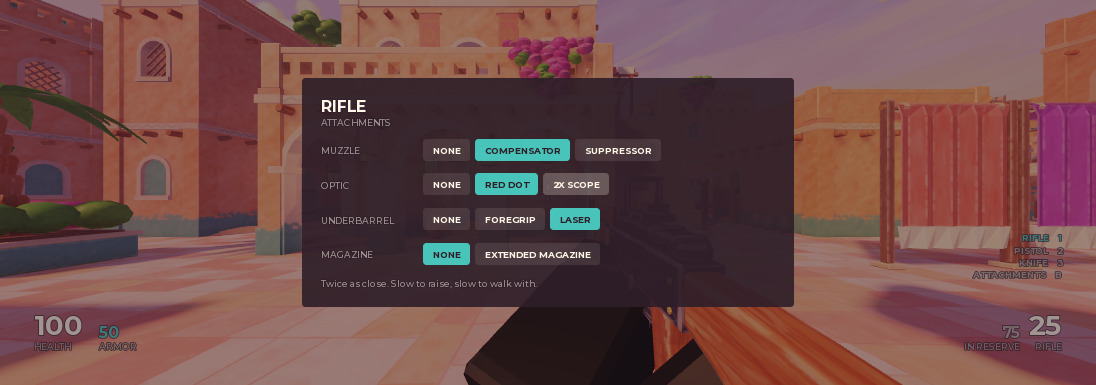 RIFLE
ATTACHMENTS
MUZZLE NONE COMPENSATOR SUPPRESSOR
OPTIC NONE RED DOT 2X SCOPE
UNDERBARREL NONE FOREGRIP LASER
MAGAZINE NONE EXTENDED MAGAZINE
Twice as close. Slow to raise, slow to walk with.
RIFLE 1
PISTOL 2
KNIFE 3
ATTACHMENTS B
100 50
HEALTH ARMOR
75 25
IN RESERVE RIFLE